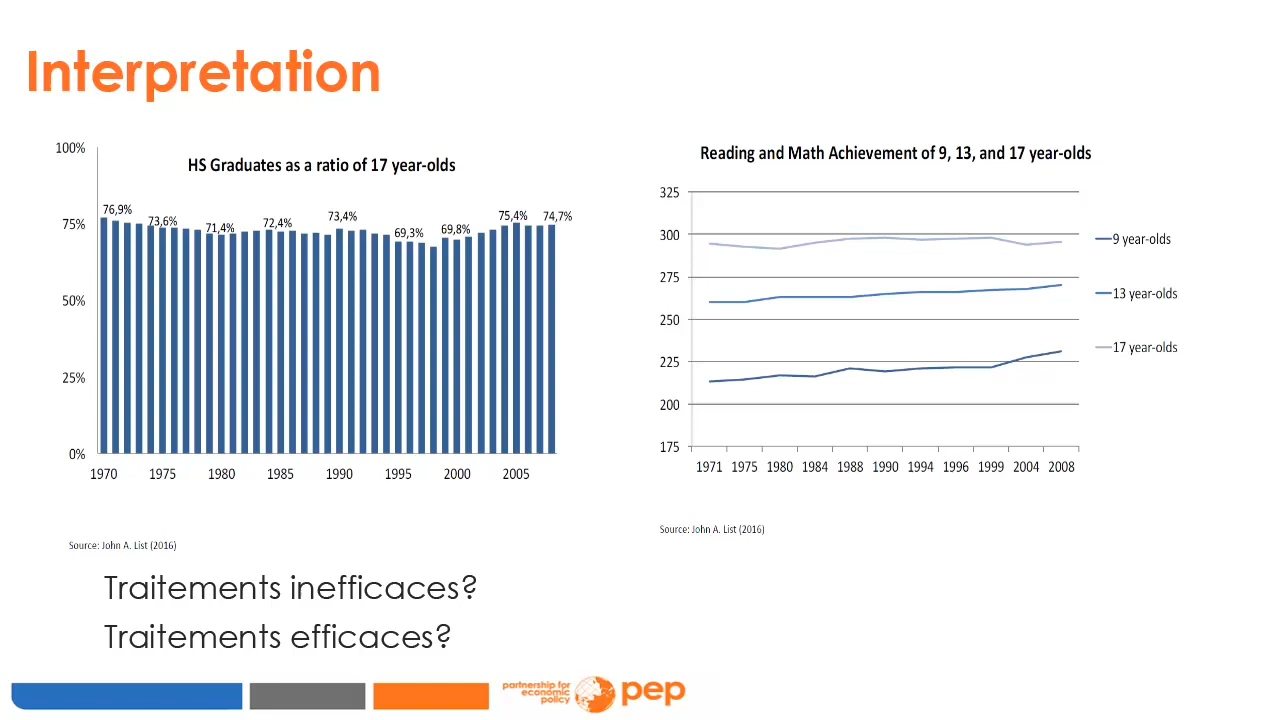 Interpretation
HS Graduates as a ratio of 17 year-olds
100%
75%
50%
25%
0%
76,9%
73,6%
71,4%
72,4%
73,4%
69,3%
69,8%
75,4%
74,7%
1970 1975 1980 1985 1990 1995 2000 2005
Source: John A. List (2016)
Reading and Math Achievement of 9, 13, and 17 year-olds
325
300
275
250
225
200
175
1971 1975 1980 1984 1988 1990 1994 1996 1999 2004 2008
9 year-olds
13 year-olds
17 year-olds
Source: John A. List (2016)
Traitements inefficaces?
Traitements efficaces?
partnership for
economic
policy
pep